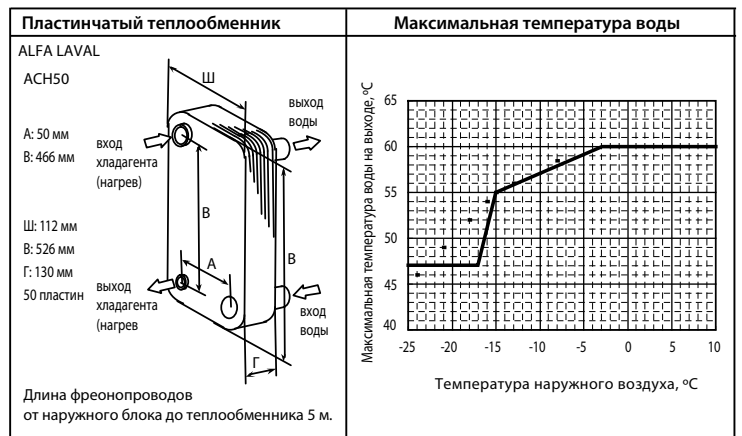 Пластинчатый теплообменник
Максимальная температура воды
ALFA LAVAL
ACH50
А: 50 мм
В: 466 мм
Ш: 112 мм
В: 526 мм
Г: 130 мм
50 пластин
Ш
выход
воды
вход
хладагента
(нагрев)
В
А
В
выход
хладагента
(нагрев
вход
воды
Г
Длина фреонопроводов
от наружного блока до теплообменника 5 м.
Максимальная температура воды на выходе, ºС
65
60
55
50
45
40
-25 -20 -15 -10 -5 0 5 10
Температура наружного воздуха, ºС